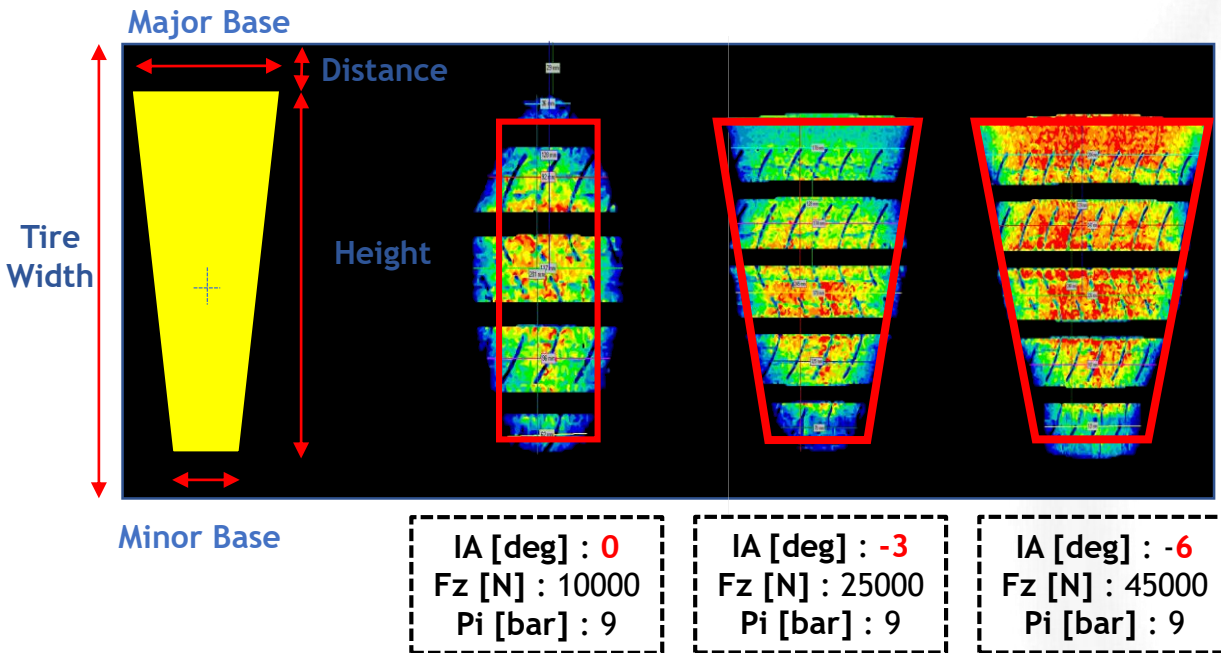 Major Base
Distance
Tire
Width
Height
Minor Base
IA [deg] : 0
Fz [N] : 10000
Pi [bar] : 9
IA [deg] : -3
Fz [N] : 25000
Pi [bar] : 9
IA [deg] : -6
Fz [N] : 45000
Pi [bar] : 9